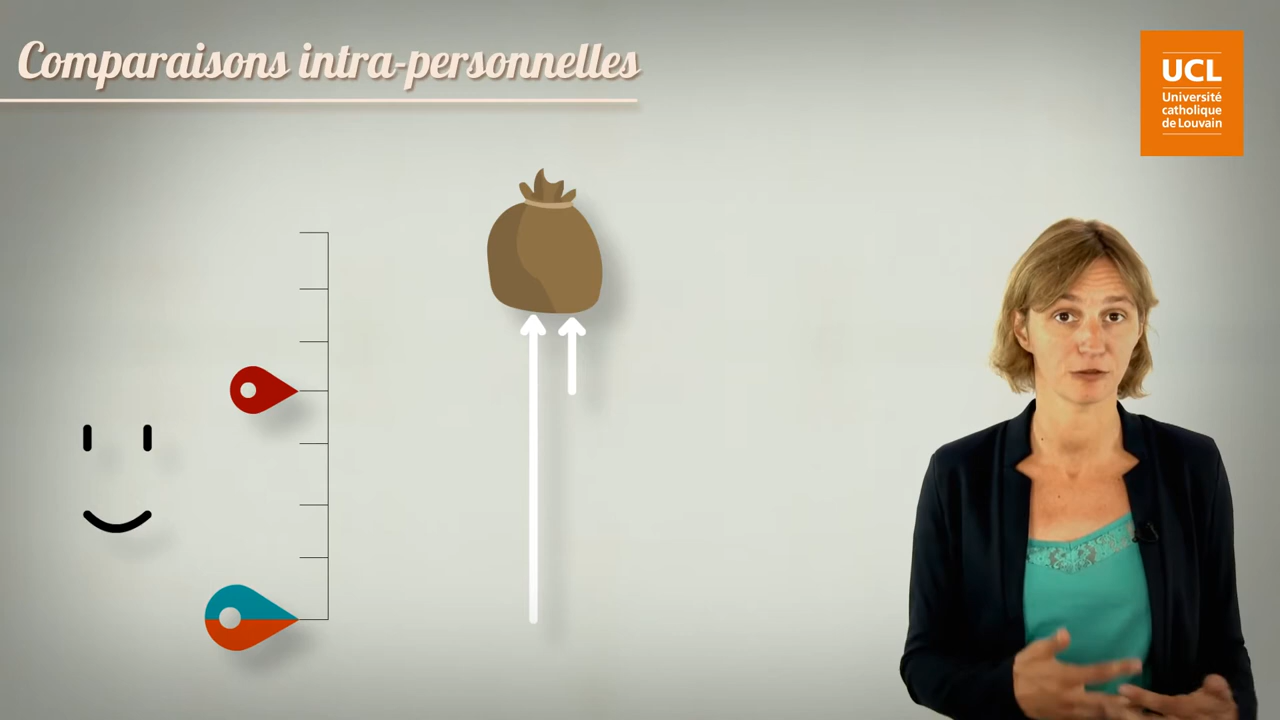 Comparaisons intra-personnelles
UCL
Université
catholique
de Louvain